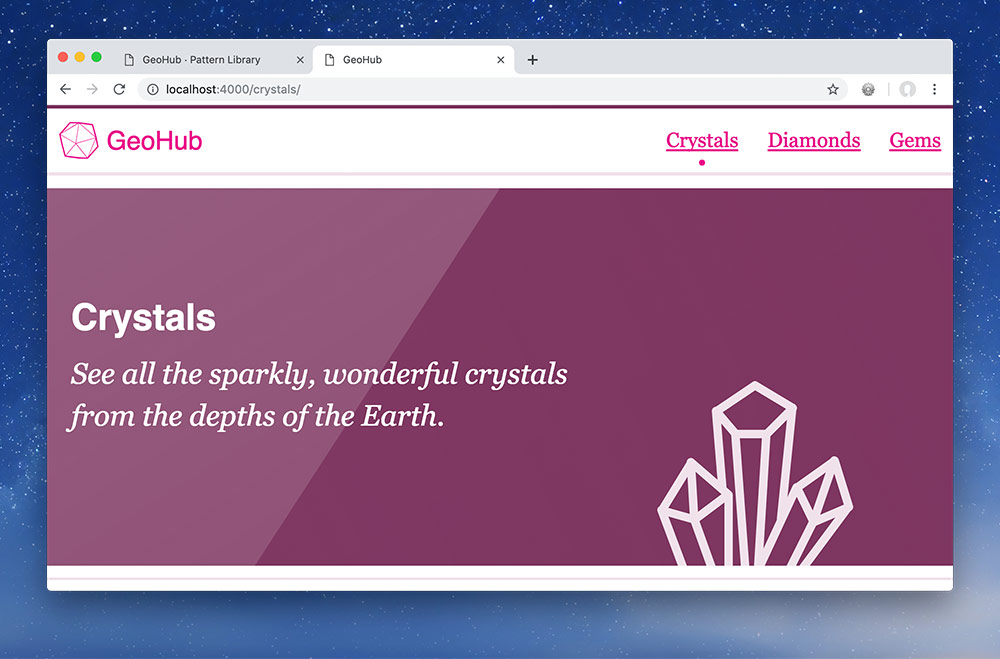 GeoHub · Pattern Library
GeoHub
localhost:4000/crystals/
GeoHub
Crystals
Diamonds
Gems
Crystals
See all the sparkly, wonderful crystals
from the depths of the Earth.